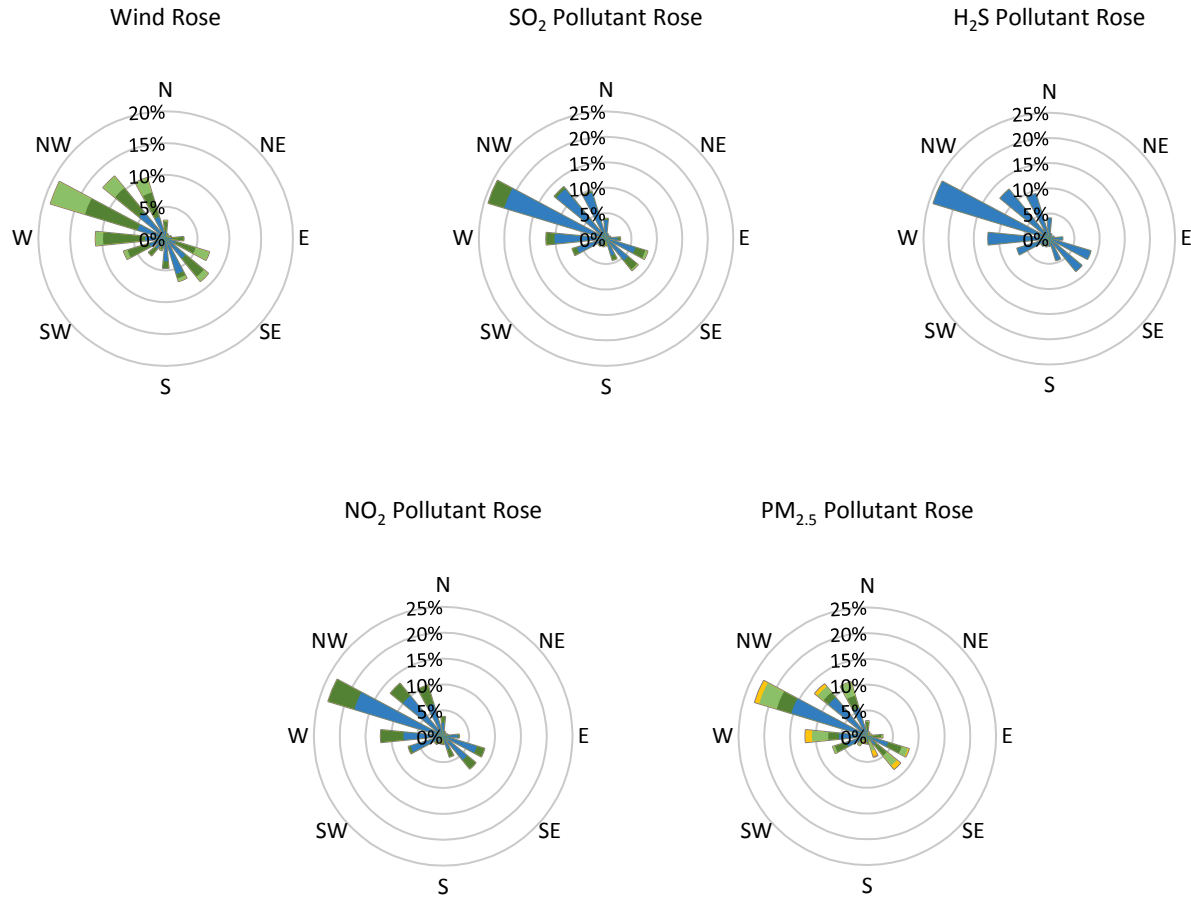 Wind Rose
SO₂ Pollutant Rose
H₂S Pollutant Rose
N
20%
15%
10%
5%
0%
NE
E
SE
S
SW
W
NW
N
25%
20%
15%
10%
5%
0%
NE
E
SE
S
SW
W
NW
N
25%
20%
15%
10%
5%
0%
NE
E
SE
S
SW
W
NW
NO₂ Pollutant Rose
PM₂.₅ Pollutant Rose
N
25%
20%
15%
10%
5%
0%
NE
E
SE
S
SW
W
NW
N
25%
20%
15%
10%
5%
0%
NE
E
SE
S
SW
W
NW